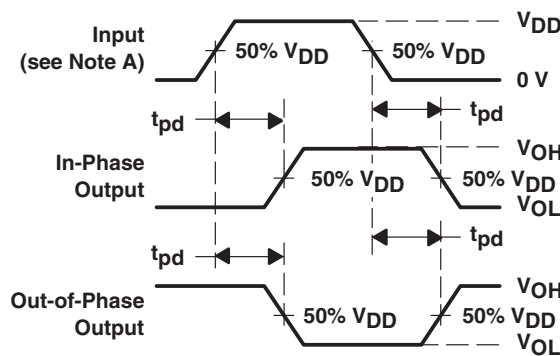 VDD
Input
(see Note A)
50% VDD
50% VDD
0 V
tpd
tpd
VOH
In-Phase
Output
50% VDD
50% VDD
VOL
tpd
tpd
VOH
Out-of-Phase
Output
50% VDD
50% VDD
VOL